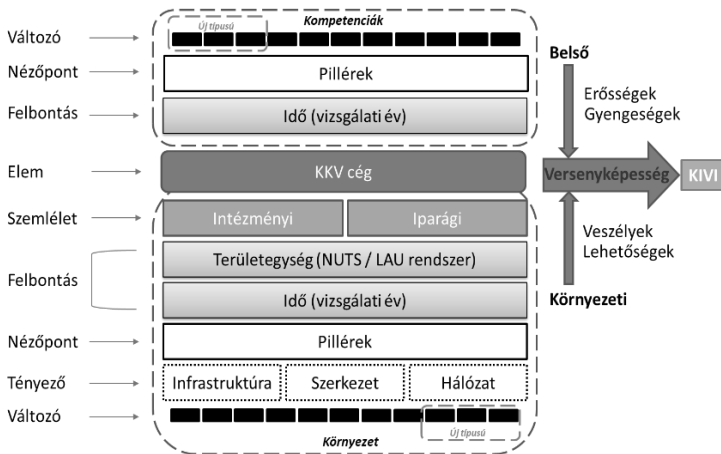 Kompetenciák
Új típusú
Változó
Nézőpont
Pillérek
Felbontás
Idő (vizsgálati év)
Elem
KKV cég
Szemlélet
Intézményi
Iparági
Felbontás
Területegység (NUTS / LAU rendszer)
Idő (vizsgálati év)
Nézőpont
Pillérek
Tényező
Infrastruktúra
Szerkezet
Hálózat
Változó
Új típusú
Környezet
Belső
Erősségek
Gyengeségek
Versenyképesség
KIVI
Veszélyek
Lehetőségek
Környezeti